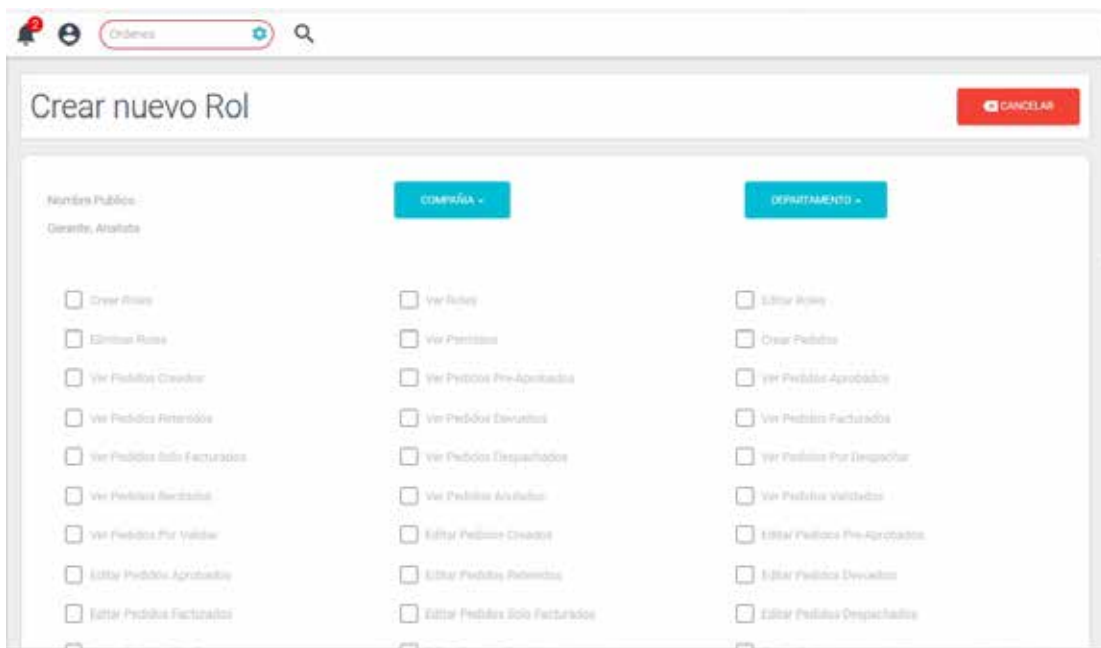 2
Ordenes
Crear nuevo Rol
CANCELAR
Nombre Publico
COMPAÑIA
DEPARTAMENTO
Gerente, Analista
Crear Roles
Ver Roles
Editar Roles
Eliminar Roles
Ver Permisos
Crear Pedidos
Ver Pedidos Creados
Ver Pedidos Pre-Aprobados
Ver Pedidos Aprobados
Ver Pedidos Retenidos
Ver Pedidos Devueltos
Ver Pedidos Facturados
Ver Pedidos Solo Facturados
Ver Pedidos Despachados
Ver Pedidos Por Despachar
Ver Pedidos Recibidos
Ver Pedidos Anulados
Ver Pedidos Validados
Ver Pedidos Por Validar
Editar Pedidos Creados
Editar Pedidos Pre-Aprobados
Editar Pedidos Aprobados
Editar Pedidos Retenidos
Editar Pedidos Devueltos
Editar Pedidos Facturados
Editar Pedidos Solo Facturados
Editar Pedidos Despachados